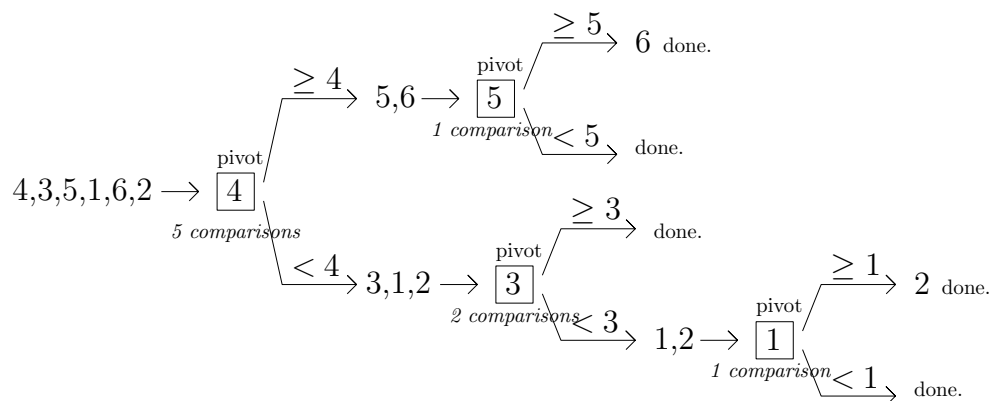 ≥ 5
6 done.
pivot
≥ 4
5,6
5
1 comparison
< 5
done.
pivot
4,3,5,1,6,2
4
5 comparisons
≥ 3
done.
pivot
< 4
3,1,2
3
2 comparisons
< 3
≥ 1
2 done.
pivot
1,2
1
1 comparison
< 1
done.